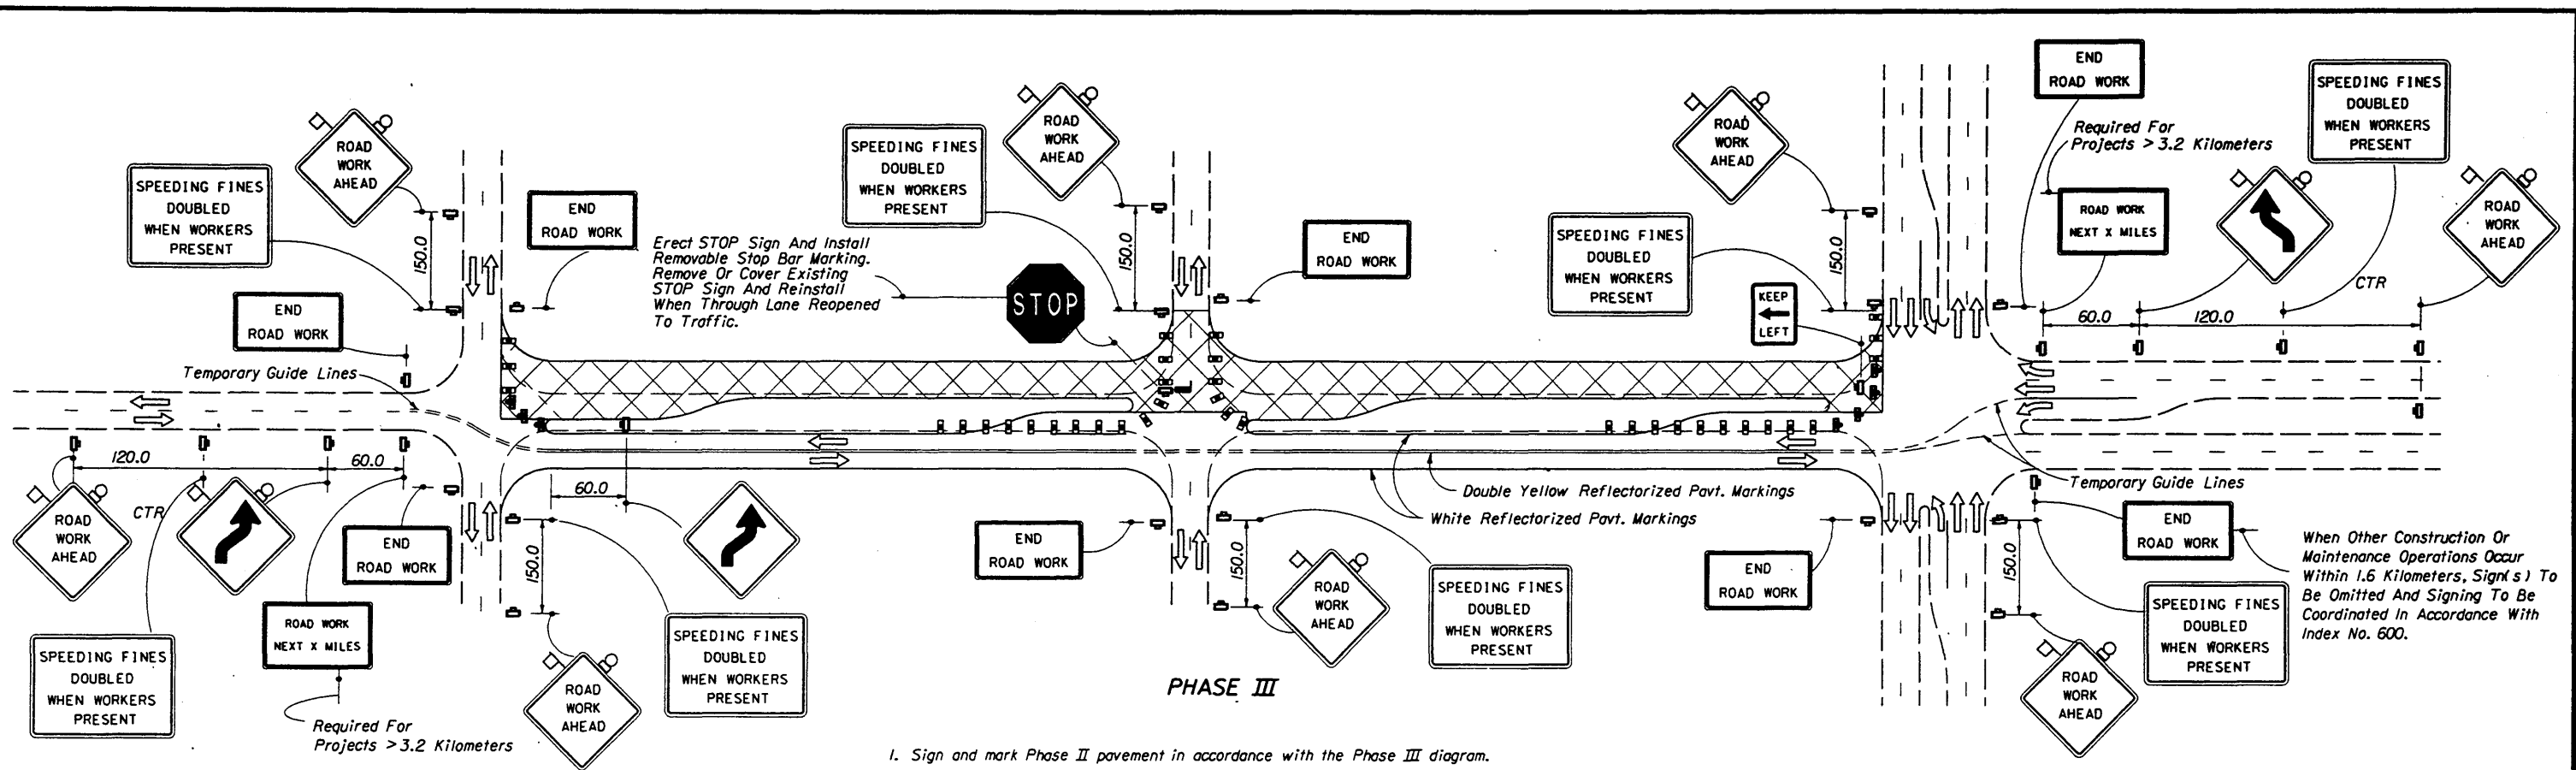 END
ROAD WORK
SPEEDING FINES
DOUBLED
WHEN WORKERS
PRESENT
Required For
Projects > 3.2 Kilometers
ROAD
WORK
AHEAD
SPEEDING FINES
DOUBLED
WHEN WORKERS
PRESENT
ROAD
WORK
AHEAD
SPEEDING FINES
DOUBLED
WHEN WORKERS
PRESENT
ROAD
WORK
AHEAD
SPEEDING FINES
DOUBLED
WHEN WORKERS
PRESENT
ROAD WORK
NEXT X MILES
ROAD
WORK
AHEAD
END
ROAD WORK
150.0
Erect STOP Sign And Install
Removable Stop Bar Marking.
Remove Or Cover Existing
STOP Sign And Reinstall
When Through Lane Reopened
To Traffic.
STOP
150.0
END
ROAD WORK
150.0
KEEP
LEFT
CTR
60.0
120.0
END
ROAD WORK
Temporary Guide Lines
120.0
60.0
CTR
ROAD
WORK
AHEAD
60.0
Double Yellow Reflectorized Pavt. Markings
White Reflectorized Pavt. Markings
Temporary Guide Lines
END
ROAD WORK
150.0
END
ROAD WORK
150.0
ROAD
WORK
AHEAD
SPEEDING FINES
DOUBLED
WHEN WORKERS
PRESENT
END
ROAD WORK
150.0
END
ROAD WORK
When Other Construction Or
Maintenance Operations Occur
Within 1.6 Kilometers, Sign(s) To
Be Omitted And Signing To Be
Coordinated In Accordance With
Index No. 600.
SPEEDING FINES
DOUBLED
WHEN WORKERS
PRESENT
ROAD WORK
NEXT X MILES
SPEEDING FINES
DOUBLED
WHEN WORKERS
PRESENT
ROAD
WORK
AHEAD
SPEEDING FINES
DOUBLED
WHEN WORKERS
PRESENT
ROAD
WORK
AHEAD
Required For
Projects > 3.2 Kilometers
PHASE III
1. Sign and mark Phase II pavement in accordance with the Phase III diagram.